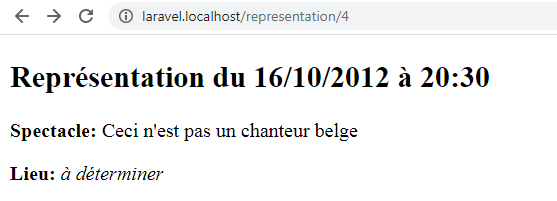 laravel.localhost/representation/4
Représentation du 16/10/2012 à 20:30
Spectacle: Ceci n'est pas un chanteur belge
Lieu: à déterminer